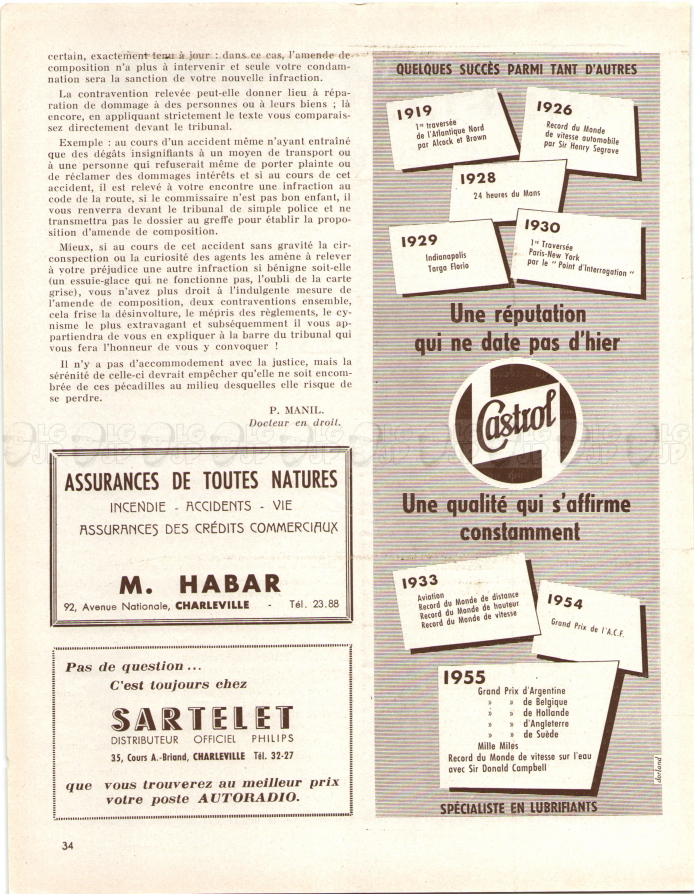 certain, exactement tenu à jour : dans ce cas, l'amende de
composition n'a plus à intervenir et seule votre condam-
nation sera la sanction de votre nouvelle infraction.
La contravention relevée peut-elle donner lieu à répa-
ration de dommage à des personnes ou à leurs biens ; là
encore, en appliquant strictement le texte vous comparais-
sez directement devant le tribunal.
Exemple : au cours d'un accident même n'ayant entraîné
que des dégâts insignifiants à un moyen de transport ou
à une personne qui refuserait même de porter plainte ou
de réclamer des dommages intérêts et si au cours de cet
accident, il est relevé à votre encontre une infraction au
code de la route, si le commissaire n'est pas bon enfant, il
vous renverra devant le tribunal de simple police et ne
transmettra pas le dossier au greffe pour établir la propo-
sition d'amende de composition.
Mieux, si au cours de cet accident sans gravité la cir-
conspection ou la curiosité des agents les amène à relever
à votre préjudice une autre infraction si bénigne soit-elle
(un essuie-glace qui ne fonctionne pas, l'oubli de la carte
grise), vous n'avez plus droit à l'indulgente mesure de
l'amende de composition, deux contraventions ensemble,
cela frise la désinvolture, le mépris des règlements, le cy-
nisme le plus extravagant et subséquemment il vous ap-
partiendra de vous en expliquer à la barre du tribunal qui
vous fera l'honneur de vous y convoquer !
Il n'y a pas d'accommodement avec la justice, mais la
sérénité de celle-ci devrait empêcher qu'elle ne soit encom-
brée de ces pécadilles au milieu desquelles elle risque de
se perdre.
P. MANIL.
Docteur en droit.
ASSURANCES DE TOUTES NATURES
INCENDIE - ACCIDENTS - VIE
ASSURANCES DES CRÉDITS COMMERCIAUX
M. HABAR
92, Avenue Nationale, CHARLEVILLE - Tél. 23.88
Pas de question ...
C'est toujours chez
SARTELET
DISTRIBUTEUR OFFICIEL PHILIPS
35, Cours A.-Briand, CHARLEVILLE Tél. 32-27
que vous trouverez au meilleur prix
votre poste AUTORADIO.
34
QUELQUES SUCCÈS PARMI TANT D'AUTRES
1919
1re traversée
de l'Atlantique Nord
par Alcock et Brown
1926
Record du Monde
de vitesse automobile
par Sir Henry Segrave
1928
24 heures du Mans
1929
Indianapolis
Targa Florio
1930
1re Traversée
Paris-New York
par le " Point d'Interrogation "
Une réputation
qui ne date pas d'hier
Castrol
Une qualité qui s'affirme
constamment
1933
Aviation
Record du Monde de distance
Record du Monde de hauteur
Record du Monde de vitesse
1954
Grand Prix de l'A.C.F.
1955
Grand Prix d'Argentine
» » de Belgique
» » de Hollande
» » d'Angleterre
» » de Suède
Mille Miles
Record du Monde de vitesse sur l'eau
avec Sir Donald Campbell
dorland
SPÉCIALISTE EN LUBRIFIANTS